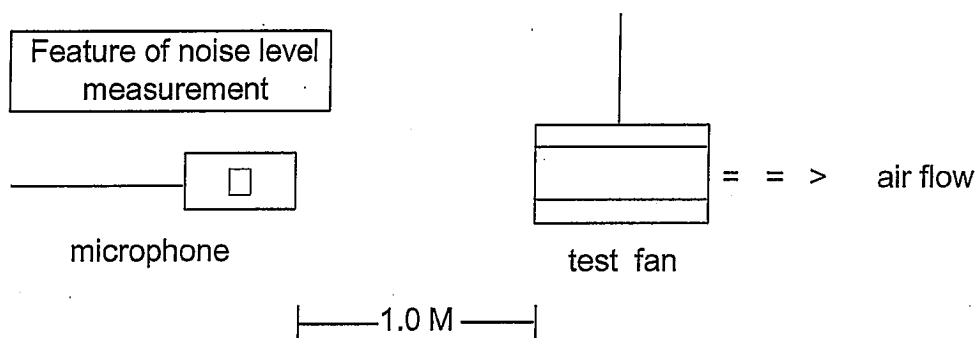 Feature of noise level
measurement
= = > air flow
microphone
test fan
1.0 M